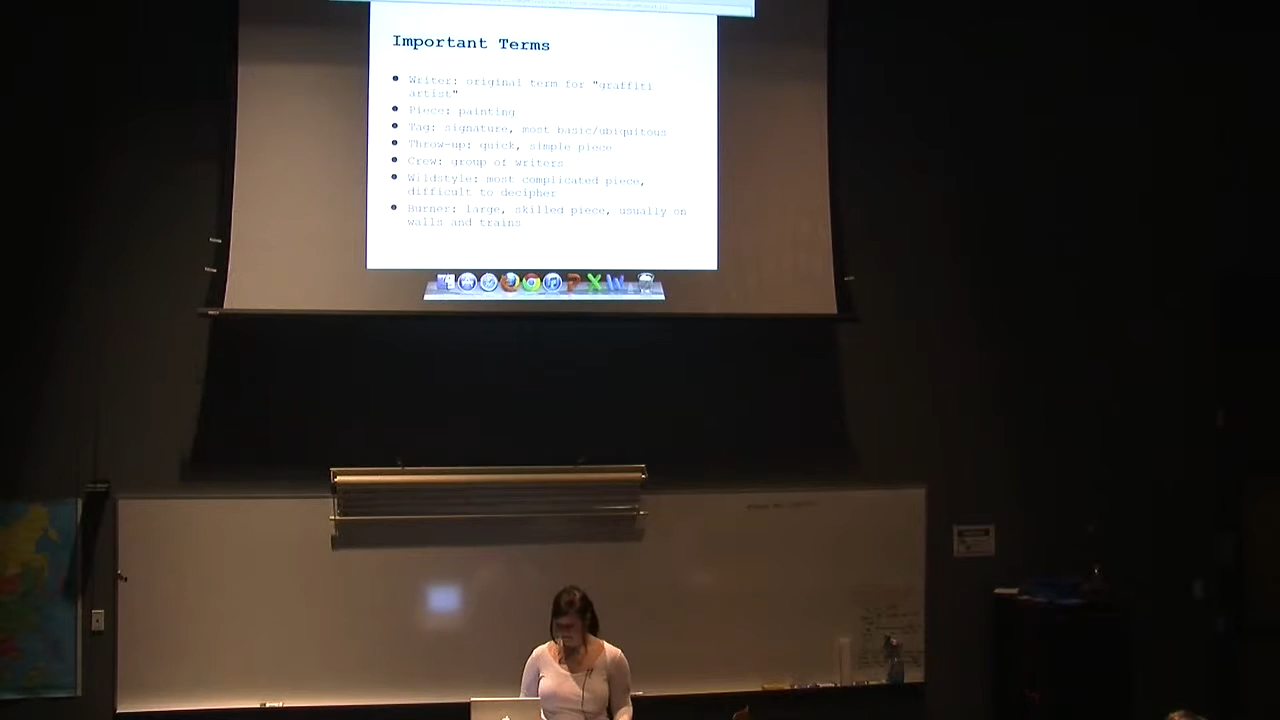 Important Terms
Writer: original term for "graffiti
artist"
Piece: painting
Tag: signature, most basic/ubiquitous
Throw-up: quick, simple piece
Crew: group of writers
Wildstyle: most complicated piece,
difficult to decipher
Burner: large, skilled piece, usually on
walls and trains